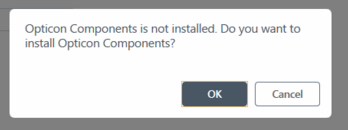 Opticon Components is not installed. Do you want to
install Opticon Components?
OK
Cancel